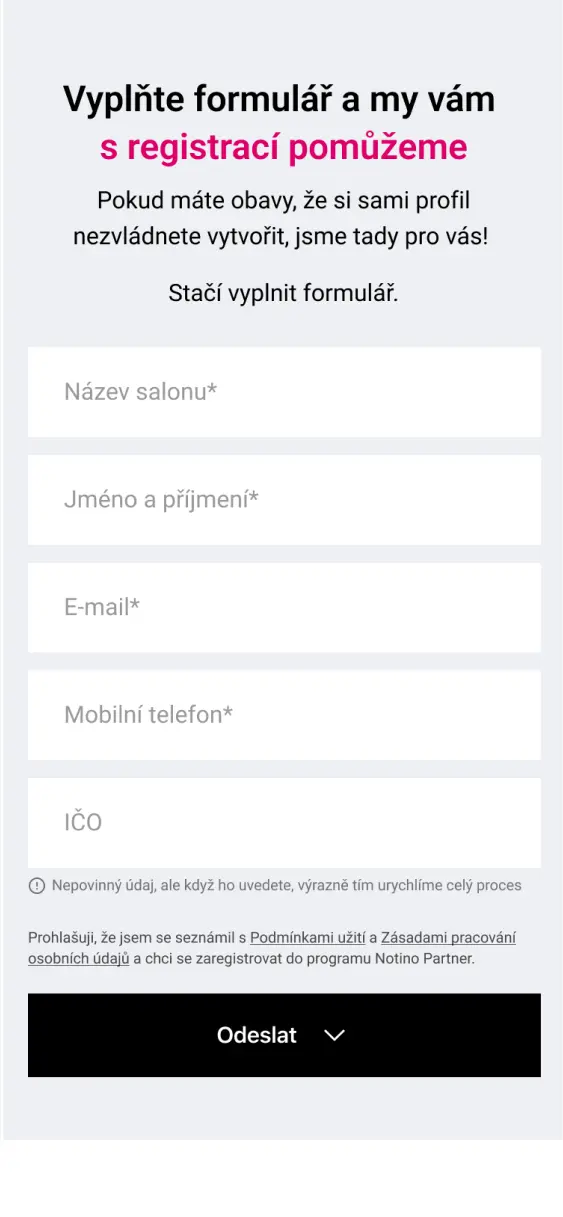 Vyplňte formulář a my vám
s registrací pomůžeme
Pokud máte obavy, že si sami profil
nezvládnete vytvořit, jsme tady pro vás!
Stačí vyplnit formulář.
Název salonu*
Jméno a příjmení*
E-mail*
Mobilní telefon*
IČO
Nepovinný údaj, ale když ho uvedete, výrazně tím urychlíme celý proces
Prohlašuji, že jsem se seznámil s Podmínkami užití a Zásadami pracování
osobních údajů a chci se zaregistrovat do programu Notino Partner.
Odeslat